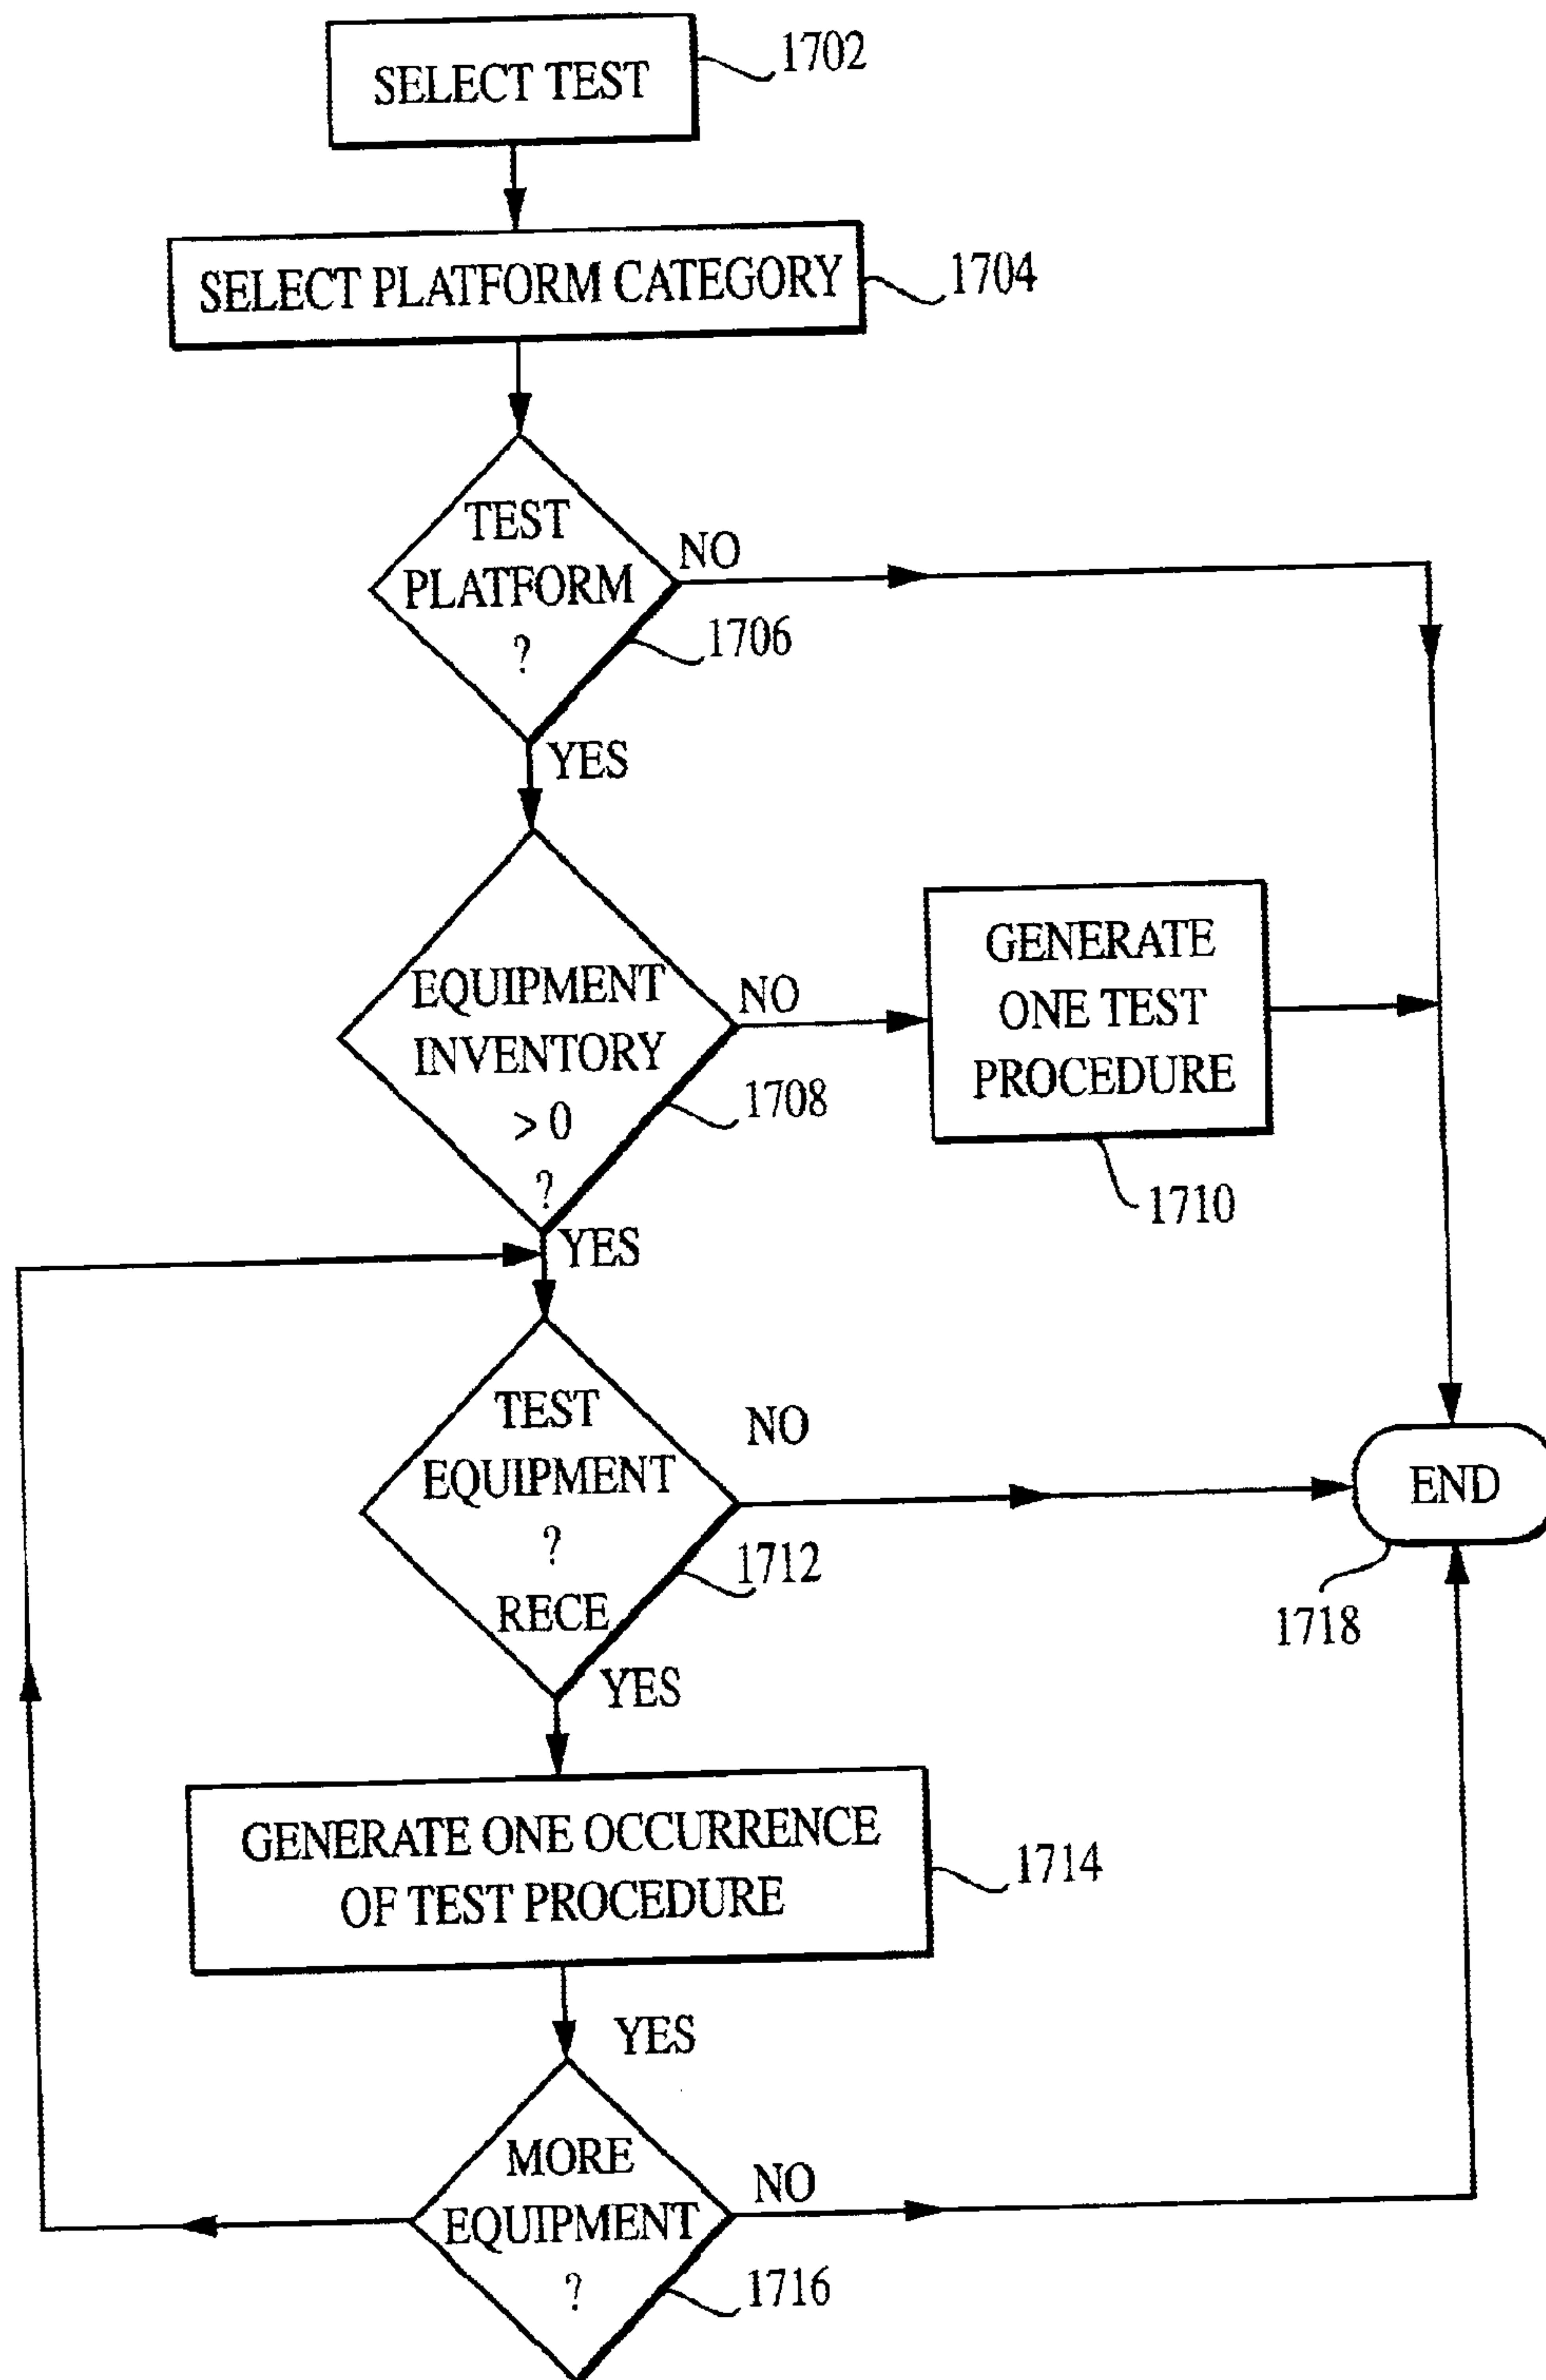 SELECT TEST
1702
SELECT PLATFORM CATEGORY
1704
TEST
PLATFORM
?
NO
1706
YES
EQUIPMENT
INVENTORY
> 0
?
NO
1708
GENERATE
ONE TEST
PROCEDURE
1710
YES
TEST
EQUIPMENT
?
RECE
NO
1712
END
1718
YES
GENERATE ONE OCCURRENCE
OF TEST PROCEDURE
1714
YES
MORE
EQUIPMENT
?
NO
1716